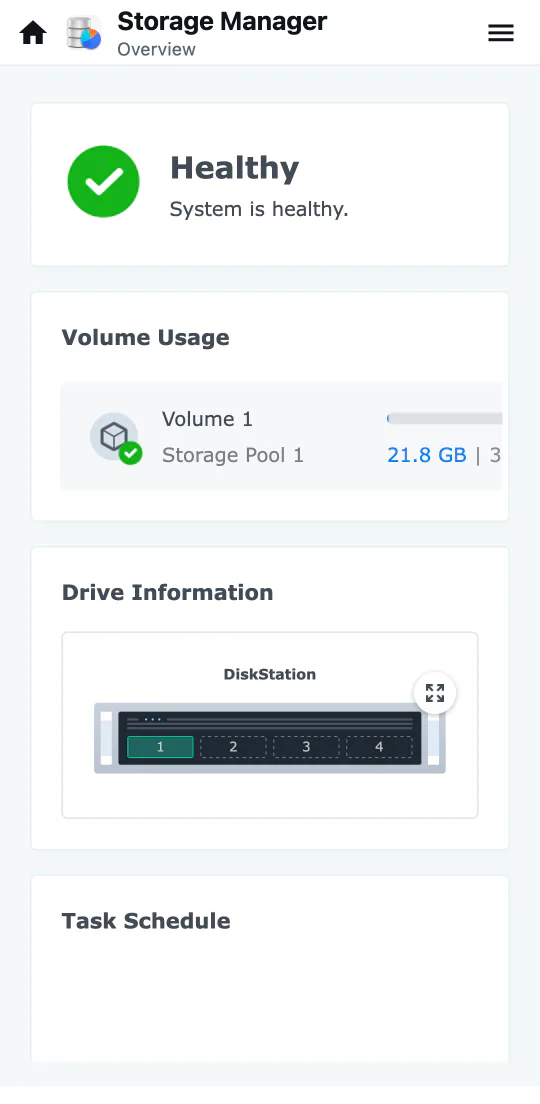 Storage Manager
Overview
Healthy
System is healthy.
Volume Usage
Volume 1
Storage Pool 1
21.8 GB | 3
Drive Information
DiskStation
1 2 3 4
Task Schedule